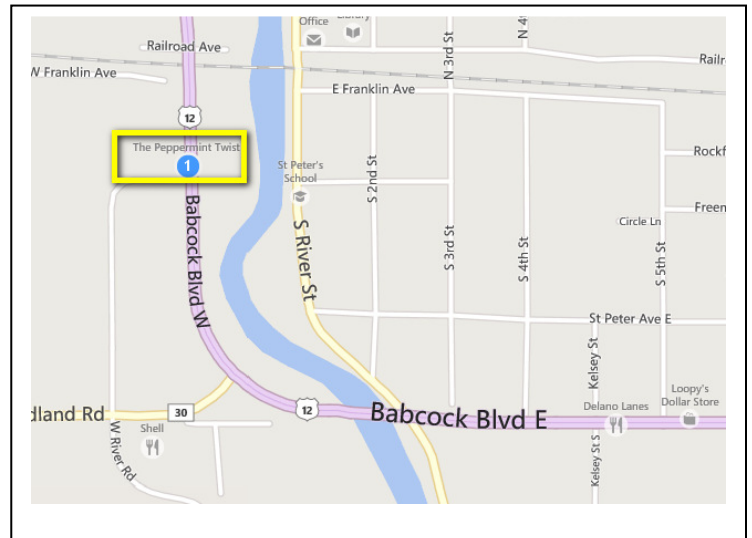 Office
Library
N 3rd St
N 4
Railroad Ave
W Franklin Ave
Railr
E Franklin Ave
12
The Peppermint Twist
1
St Peter's
School
S 2nd St
Rockf
Freem
Circle Ln
Babcock Blvd W
S River St
S 3rd St
S 4th St
S 5th St
St Peter Ave E
Kelsey St
Loopy's
Dollar Store
dland Rd
30
12
Babcock Blvd E
Delano Lanes
Shell
W River Rd
Kelsey St S